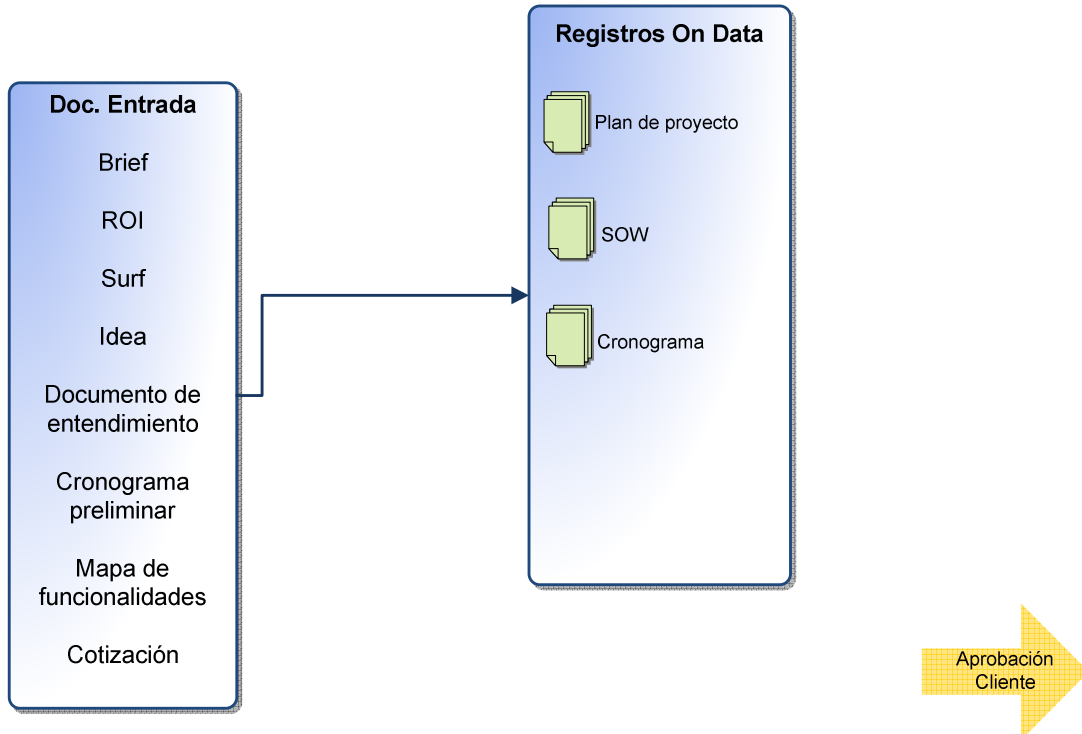 Doc. Entrada
Brief
ROI
Surf
Idea
Documento de
entendimiento
Cronograma
preliminar
Mapa de
funcionalidades
Cotización
Registros On Data
Plan de proyecto
SOW
Cronograma
Aprobación
Cliente